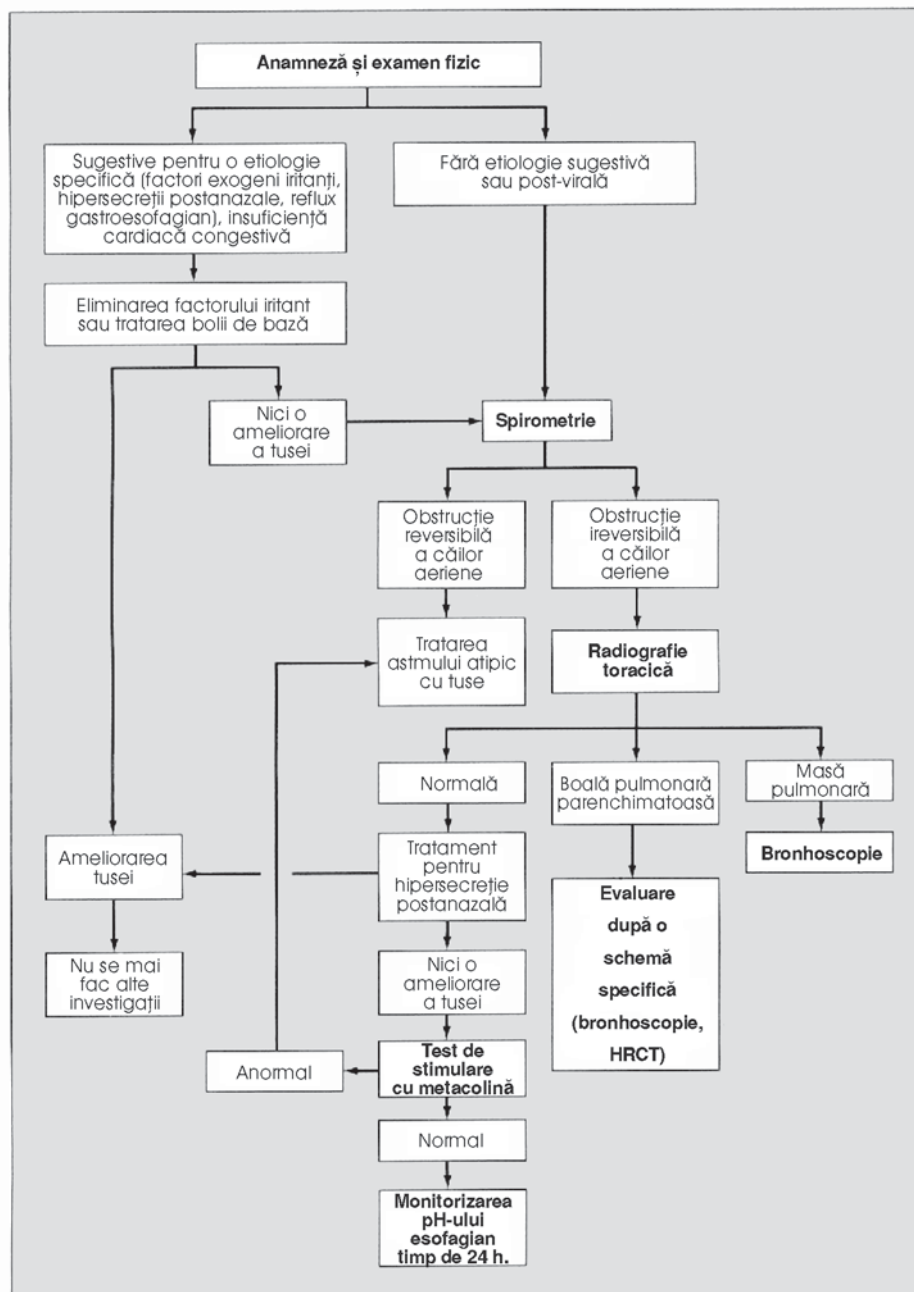 Anamneză și examen fizic
Sugestive pentru o etiologie
specifică (factori exogeni iritanți,
hipersecreții postanazale, reflux
gastroesofagian), insuficiență
cardiacă congestivă
Fără etiologie sugestivă
sau post-virală
Eliminarea factorului iritant
sau tratarea bolii de bază
Nici o
ameliorare
a tusei
Spirometrie
Obstrucție
reversibilă
a căilor
aeriene
Obstrucție
ireversibilă
a căilor
aeriene
Tratarea
astmului atipic
cu tuse
Radiografie
toracică
Normală
Boală pulmonară
parenchimatoasă
Masă
pulmonară
Bronhoscopie
Ameliorarea
tusei
Tratament
pentru
hipersecreție
postanazală
Evaluare
după o
schemă
specifică
(bronhoscopie,
HRCT)
Nu se mai
fac alte
investigații
Nici o
ameliorare
a tusei
Anormal
Test de
stimulare
cu metacolină
Normal
Monitorizarea
pH-ului
esofagian
timp de 24 h.